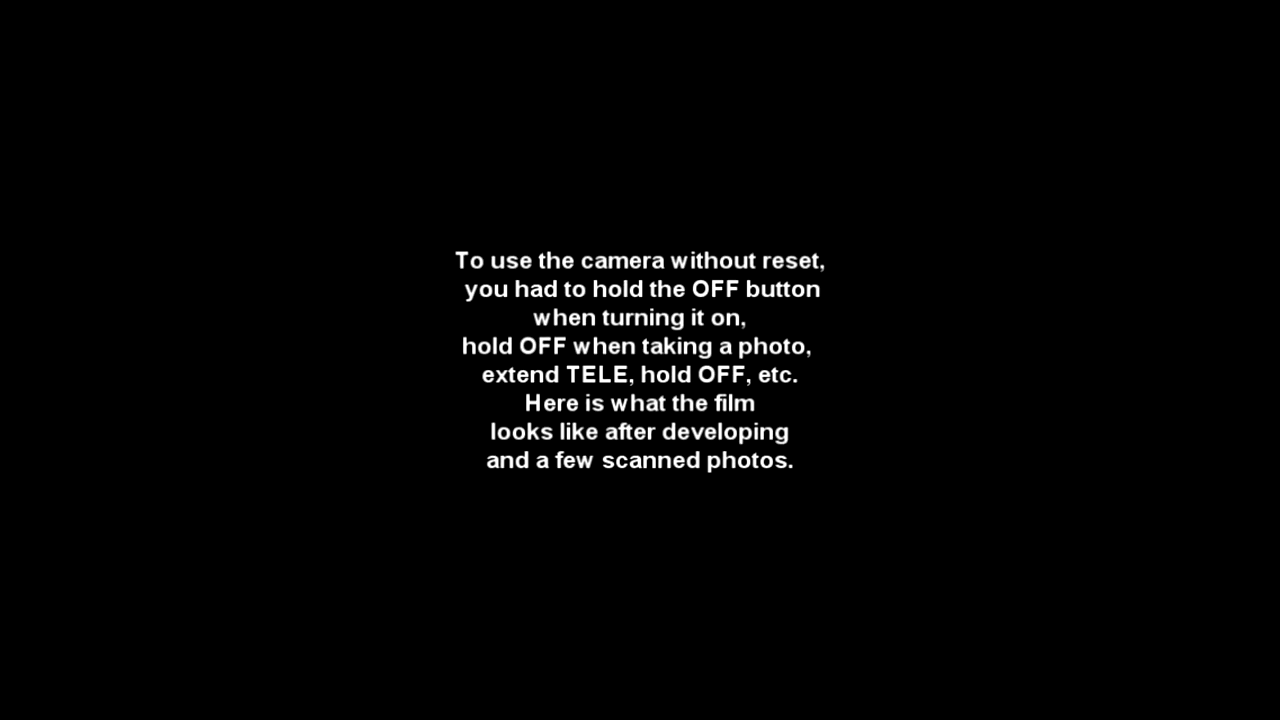 To use the camera without reset,
you had to hold the OFF button
when turning it on,
hold OFF when taking a photo,
extend TELE, hold OFF, etc.
Here is what the film
looks like after developing
and a few scanned photos.